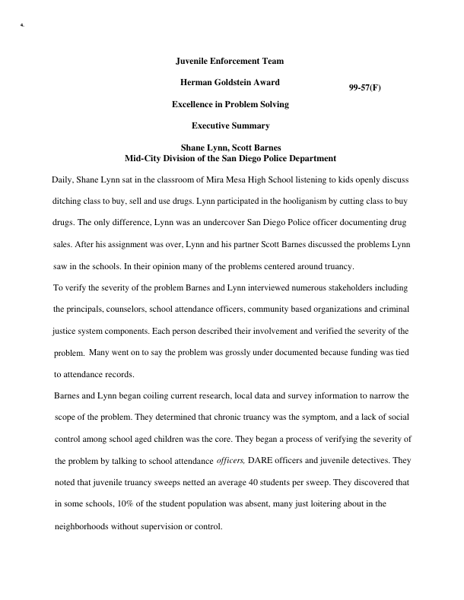 Juvenile Enforcement Team
Herman Goldstein Award
99-57(F)
Excellence in Problem Solving
Executive Summary
Shane Lynn, Scott Barnes
Mid-City Division of the San Diego Police Department
Daily, Shane Lynn sat in the classroom of Mira Mesa High School listening to kids openly discuss
ditching class to buy, sell and use drugs. Lynn participated in the hooliganism by cutting class to buy
drugs. The only difference, Lynn was an undercover San Diego Police officer documenting drug
sales. After his assignment was over, Lynn and his partner Scott Barnes discussed the problems Lynn
saw in the schools. In their opinion many of the problems centered around truancy.
To verify the severity of the problem Barnes and Lynn interviewed numerous stakeholders including
the principals, counselors, school attendance officers, community based organizations and criminal
justice system components. Each person described their involvement and verified the severity of the
problem. Many went on to say the problem was grossly under documented because funding was tied
to attendance records.
Barnes and Lynn began coiling current research, local data and survey information to narrow the
scope of the problem. They determined that chronic truancy was the symptom, and a lack of social
control among school aged children was the core. They began a process of verifying the severity of
the problem by talking to school attendance officers, DARE officers and juvenile detectives. They
noted that juvenile truancy sweeps netted an average 40 students per sweep. They discovered that
in some schools, 10% of the student population was absent, many just loitering about in the
neighborhoods without supervision or control.